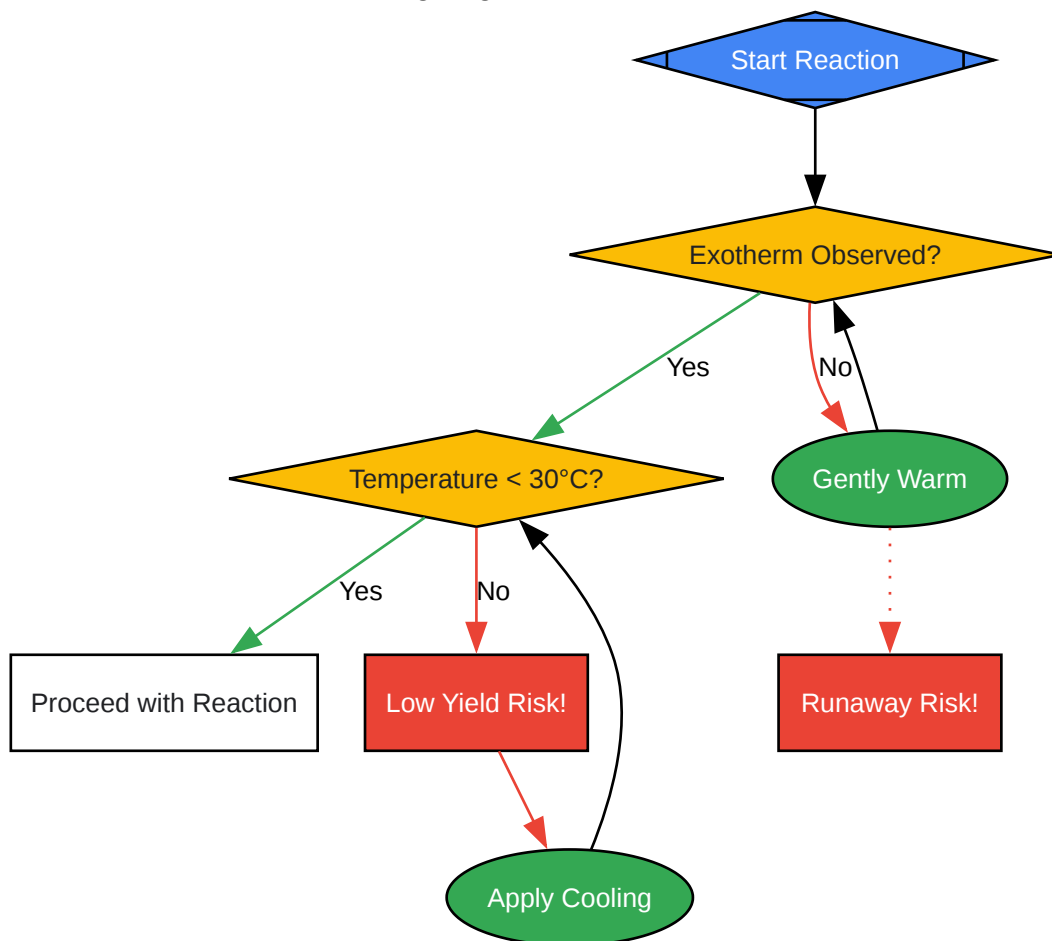 Start Reaction
Exotherm Observed?
Yes
No
Temperature < 30°C?
Gently Warm
Yes
No
Proceed with Reaction
Low Yield Risk!
Runaway Risk!
Apply Cooling